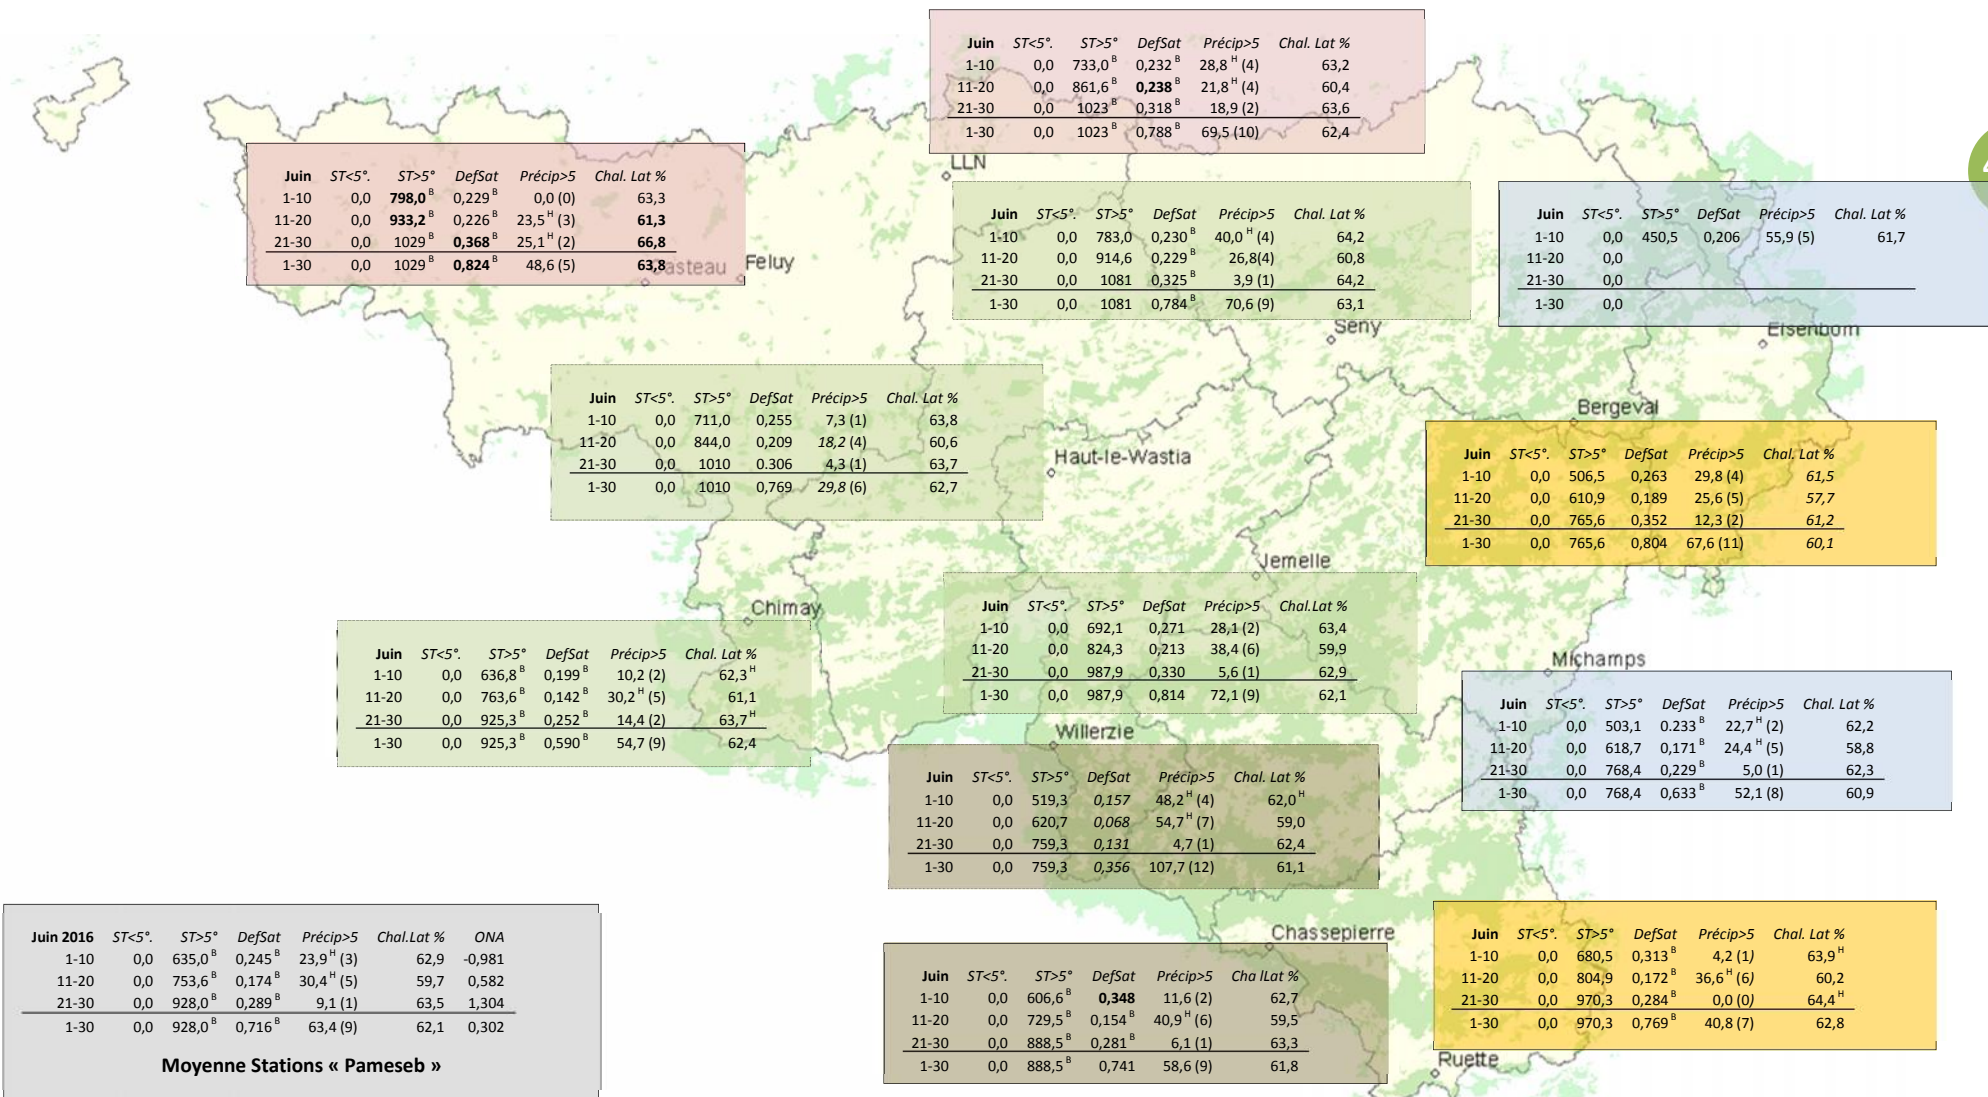 Juin ST<5°. ST>5° DefSat Précip>5 Chal. Lat %
1-10 0,0 733,0 B 0,232 B 28,8 H (4) 63,2
11-20 0,0 861,6 B 0,238 B 21,8 H (4) 60,4
21-30 0,0 1023 B 0,318 B 18,9 (2) 63,6
1-30 0,0 1023 B 0,788 B 69,5 (10) 62,4
LLN
Juin ST<5°. ST>5° DefSat Précip>5 Chal. Lat %
1-10 0,0 798,0 B 0,229 B 0,0 (0) 63,3
11-20 0,0 933,2 B 0,226 B 23,5 H (3) 61,3
21-30 0,0 1029 B 0,368 B 25,1 H (2) 66,8
1-30 0,0 1029 B 0,824 B 48,6 (5) 63,8
Gasteau Feluy
Juin ST<5°. ST>5° DefSat Précip>5 Chal. Lat %
1-10 0,0 783,0 0,230 B 40,0 H (4) 64,2
11-20 0,0 914,6 0,229 B 26,8(4) 60,8
21-30 0,0 1081 0,325 B 3,9 (1) 64,2
1-30 0,0 1081 0,784 B 70,6 (9) 63,1
Seny
4
Juin ST<5°. ST>5° DefSat Précip>5 Chal. Lat %
1-10 0,0 450,5 0,206 55,9 (5) 61,7
11-20 0,0
21-30 0,0
1-30 0,0
Elsenborn
Juin ST<5°. ST>5° DefSat Précip>5 Chal. Lat %
1-10 0,0 711,0 0,255 7,3 (1) 63,8
11-20 0,0 844,0 0,209 18,2 (4) 60,6
21-30 0,0 1010 0.306 4,3 (1) 63,7
1-30 0,0 1010 0,769 29,8 (6) 62,7
Haut-le-Wastia
Bergeval
Juin ST<5°. ST>5° DefSat Précip>5 Chal. Lat %
1-10 0,0 506,5 0,263 29,8 (4) 61,5
11-20 0,0 610,9 0,189 25,6 (5) 57,7
21-30 0,0 765,6 0,352 12,3 (2) 61,2
1-30 0,0 765,6 0,804 67,6 (11) 60,1
Jemelle
Juin ST<5°. ST>5° DefSat Précip>5 Chal.Lat %
1-10 0,0 692,1 0,271 28,1 (2) 63,4
11-20 0,0 824,3 0,213 38,4 (6) 59,9
21-30 0,0 987,9 0,330 5,6 (1) 62,9
1-30 0,0 987,9 0,814 72,1 (9) 62,1
Chimay
Juin ST<5°. ST>5° DefSat Précip>5 Chal. Lat %
1-10 0,0 636,8 B 0,199 B 10,2 (2) 62,3 H
11-20 0,0 763,6 B 0,142 B 30,2 H (5) 61,1
21-30 0,0 925,3 B 0,252 B 14,4 (2) 63,7 H
1-30 0,0 925,3 B 0,590 B 54,7 (9) 62,4
Michamps
Juin ST<5°. ST>5° DefSat Précip>5 Chal. Lat %
1-10 0,0 503,1 0.233 B 22,7 H (2) 62,2
11-20 0,0 618,7 0,171 B 24,4 H (5) 58,8
21-30 0,0 768,4 0,229 B 5,0 (1) 62,3
1-30 0,0 768,4 0,633 B 52,1 (8) 60,9
Willerzie
Juin ST<5°. ST>5° DefSat Précip>5 Chal. Lat %
1-10 0,0 519,3 0,157 48,2 H (4) 62,0 H
11-20 0,0 620,7 0,068 54,7 H (7) 59,0
21-30 0,0 759,3 0,131 4,7 (1) 62,4
1-30 0,0 759,3 0,356 107,7 (12) 61,1
Juin 2016 ST<5°. ST>5° DefSat Précip>5 Chal.Lat % ONA
1-10 0,0 635,0 B 0,245 B 23,9 H (3) 62,9 -0,981
11-20 0,0 753,6 B 0,174 B 30,4 H (5) 59,7 0,582
21-30 0,0 928,0 B 0,289 B 9,1 (1) 63,5 1,304
1-30 0,0 928,0 B 0,716 B 63,4 (9) 62,1 0,302
Moyenne Stations « Pameseb »
Chassepierre
Juin ST<5°. ST>5° DefSat Précip>5 Cha lLat %
1-10 0,0 606,6 B 0,348 11,6 (2) 62,7
11-20 0,0 729,5 B 0,154 B 40,9 H (6) 59,5
21-30 0,0 888,5 B 0,281 B 6,1 (1) 63,3
1-30 0,0 888,5 B 0,741 58,6 (9) 61,8
Juin ST<5°. ST>5° DefSat Précip>5 Chal. Lat %
1-10 0,0 680,5 0,313 B 4,2 (1) 63,9 H
11-20 0,0 804,9 0,172 B 36,6 H (6) 60,2
21-30 0,0 970,3 0,284 B 0,0 (0) 64,4 H
1-30 0,0 970,3 0,769 B 40,8 (7) 62,8
Ruette